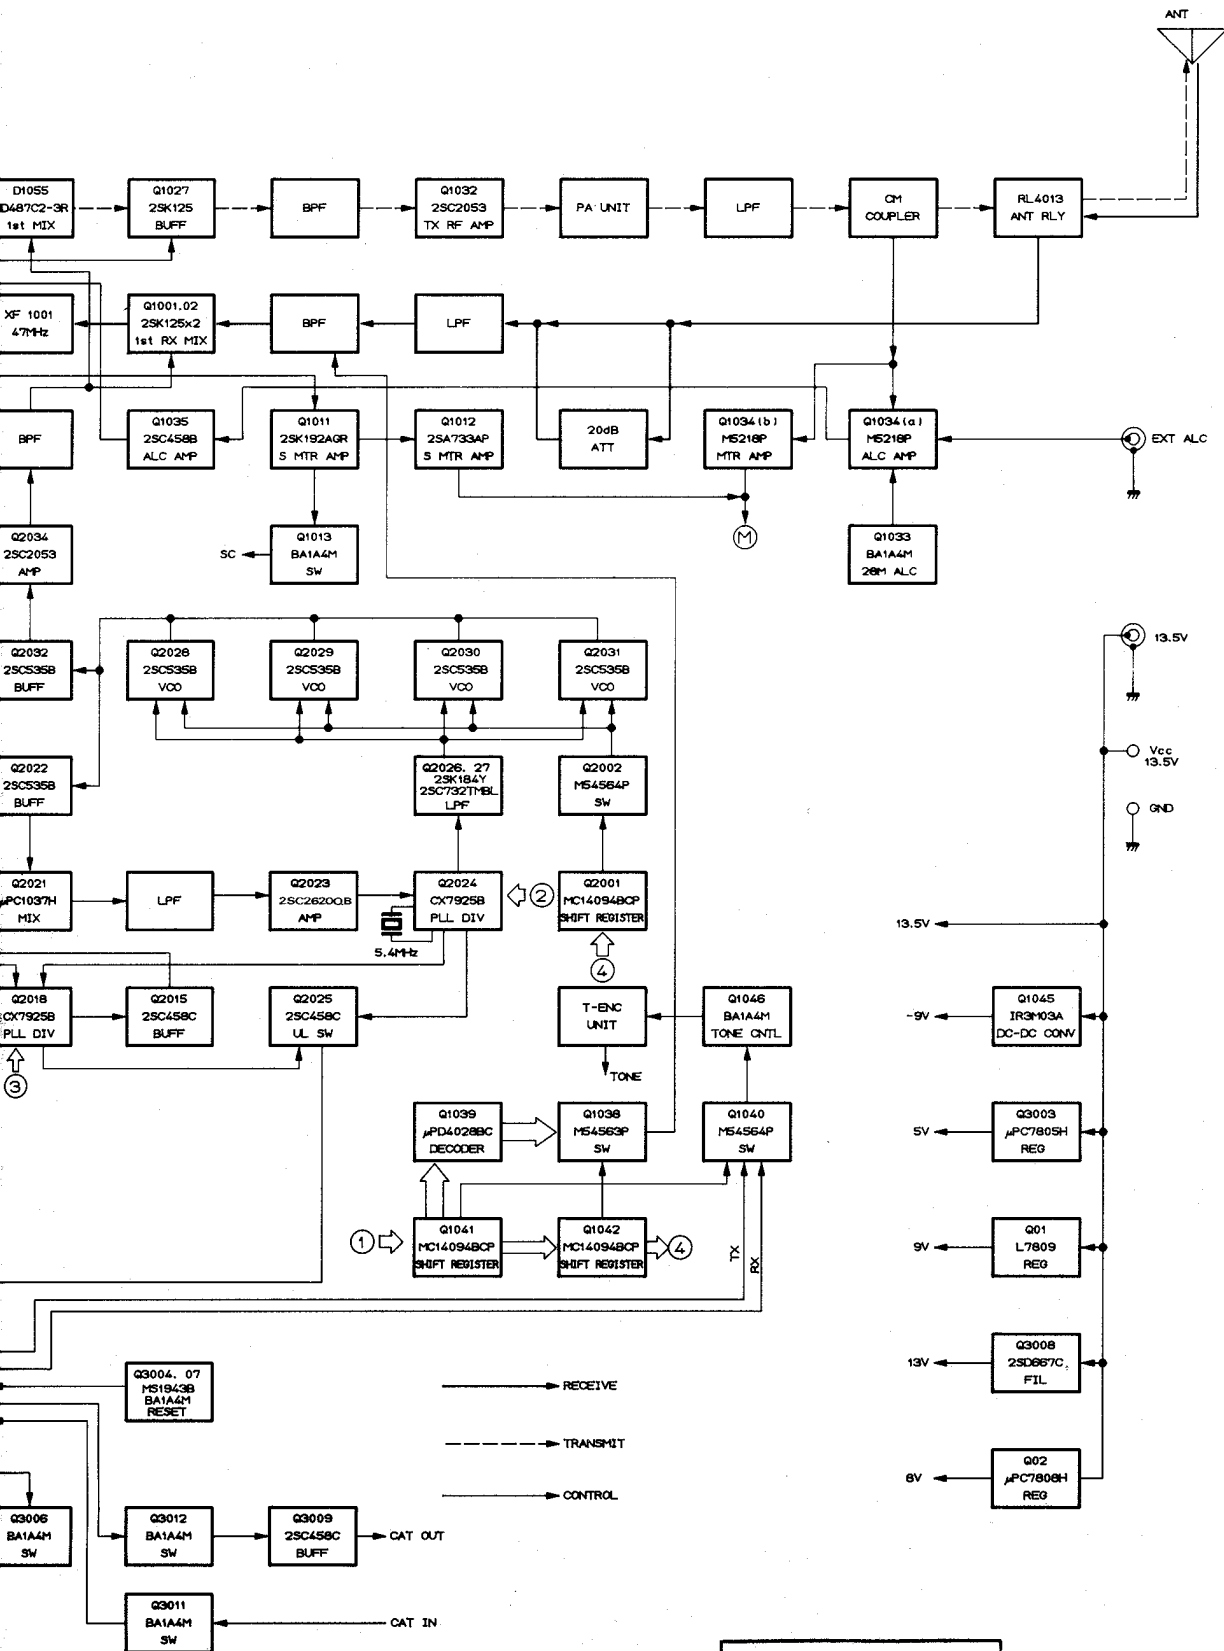 ANT
D1055
D487C2-3R
1st MIX
Q1027
2SK125
BUFF
BPF
Q1032
2SC2053
TX RF AMP
PA UNIT
LPF
CM
COUPLER
RL4013
ANT RLY
XF 1001
47MHz
Q1001,02
2SK125x2
1st RX MIX
BPF
LPF
BPF
Q1035
2SC458B
ALC AMP
Q1011
2SK192AGR
S MTR AMP
Q1012
2SA733AP
S MTR AMP
20dB
ATT
Q1034(b)
M5218P
MTR AMP
Q1034(a)
M5218P
ALC AMP
EXT ALC
Q2034
2SC2053
AMP
SC
Q1013
BA1A4M
SW
M
Q1033
BA1A4M
28M ALC
Q2032
2SC535B
BUFF
Q2028
2SC535B
VCO
Q2029
2SC535B
VCO
Q2030
2SC535B
VCO
Q2031
2SC535B
VCO
13.5V
Q2022
2SC535B
BUFF
Q2026. 27
2SK184Y
2SC732TMBL
LPF
Q2002
M54564P
SW
Vcc
13.5V
GND
Q2021
μPC1037H
MIX
LPF
Q2023
2SC2620QB
AMP
Q2024
CX7925B
PLL DIV
2
Q2001
MC14094BCP
SHIFT REGISTER
5.4MHz
4
13.5V
Q2018
CX7925B
PLL DIV
3
Q2015
2SC458C
BUFF
Q2025
2SC458C
UL SW
T-ENC
UNIT
TONE
Q1046
BA1A4M
TONE CNTL
-9V
Q1045
IR3M03A
DC-DC CONV
Q1039
μPD4028BC
DECODER
Q1038
M54563P
SW
Q1040
M54564P
SW
5V
Q3003
μPC7805H
REG
1
Q1041
MC14094BCP
SHIFT REGISTER
Q1042
MC14094BCP
SHIFT REGISTER
4
TX
RX
9V
Q01
L7809
REG
Q3004. 07
M51943B
BA1A4M
RESET
RECEIVE
TRANSMIT
CONTROL
13V
Q3008
2SD667C
FIL
8V
Q02
μPC7808H
REG
Q3006
BA1A4M
SW
Q3012
BA1A4M
SW
Q3009
2SC458C
BUFF
CAT OUT
Q3011
BA1A4M
SW
CAT IN